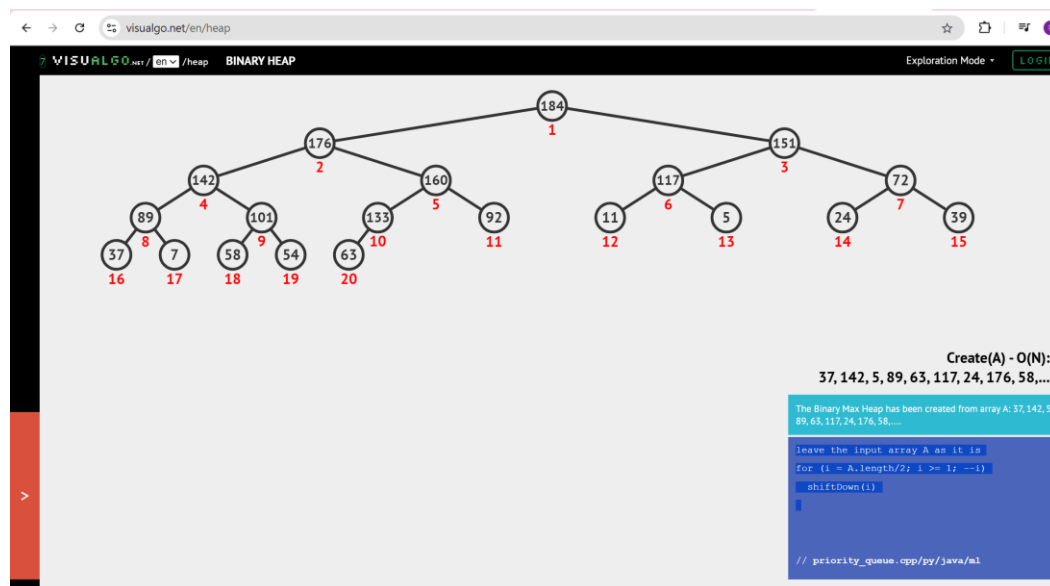 visualgo.net/en/heap
7 VISUALGO.NET / en /heap BINARY HEAP Exploration Mode LOGI
184
1
176 151
2 3
142 160 117 72
4 5 6 7
89 101 133 92 11 5 24 39
8 9 10 11 12 13 14 15
37 7 58 54 63
16 17 18 19 20
Create(A) - O(N):
37, 142, 5, 89, 63, 117, 24, 176, 58,...
The Binary Max Heap has been created from array A: 37, 142, 5
89, 63, 117, 24, 176, 58,.....
leave the input array A as it is
for (i = A.length/2; i >= 1; --i)
shiftDown(i)
>
// priority_queue.cpp/py/java/ml